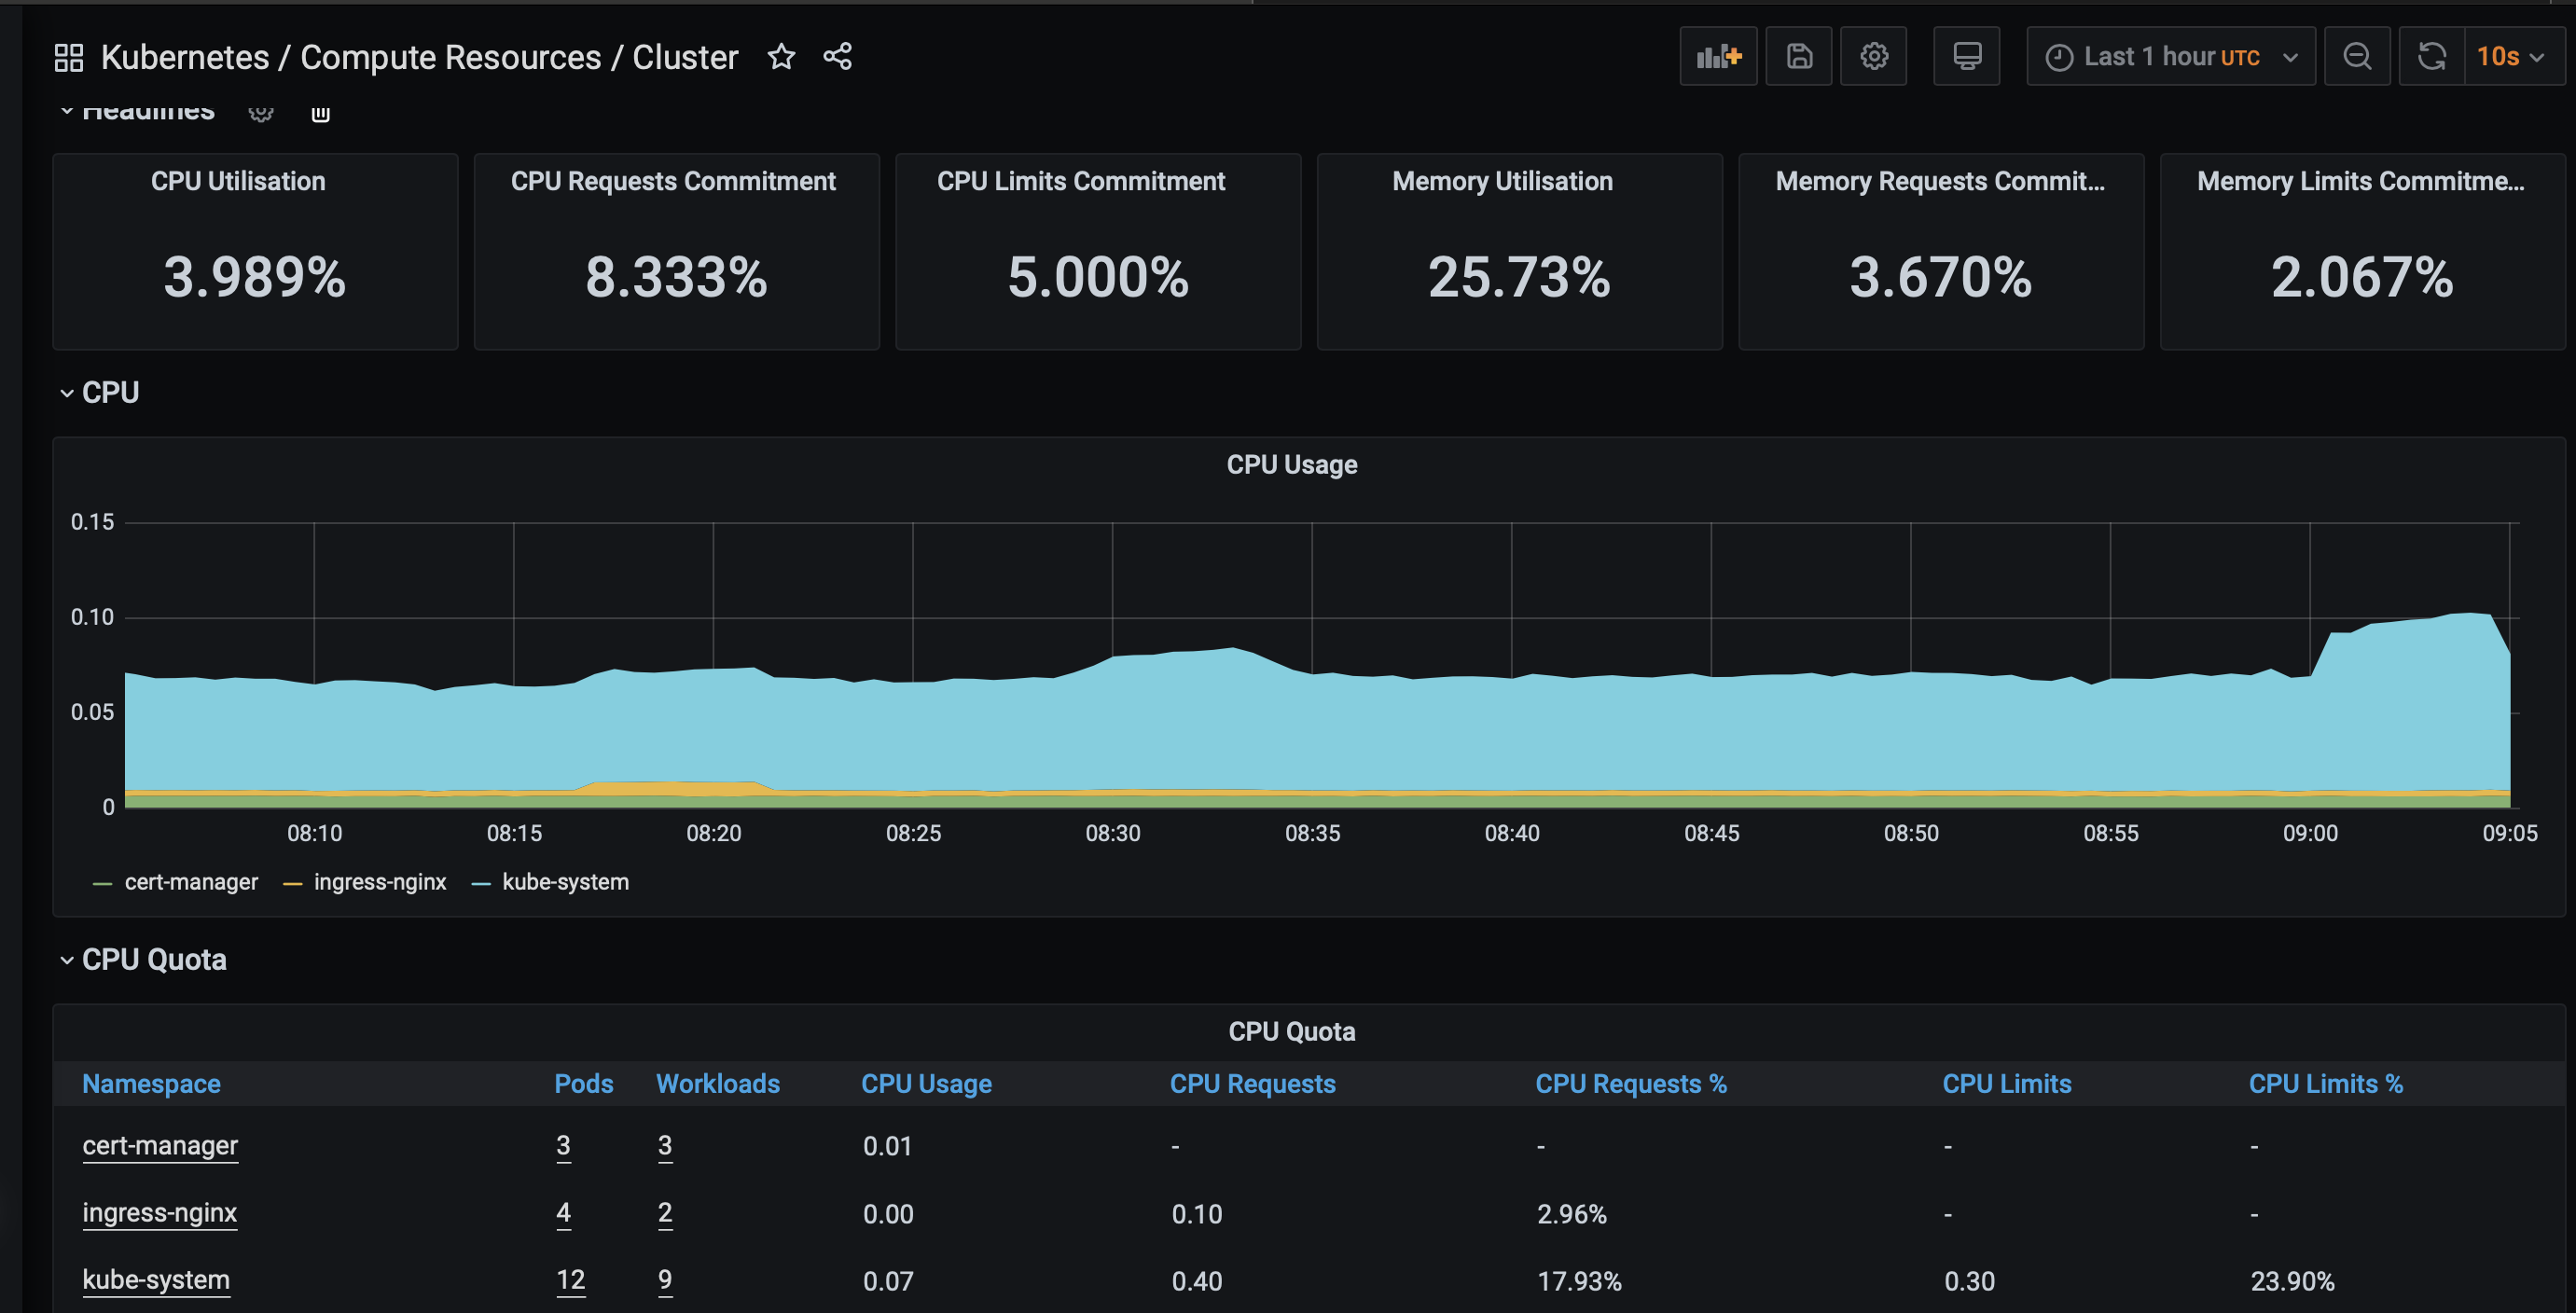 Kubernetes / Compute Resources / Cluster
Last 1 hour UTC
10s
Headlines
CPU Utilisation
3.989%
CPU Requests Commitment
8.333%
CPU Limits Commitment
5.000%
Memory Utilisation
25.73%
Memory Requests Commit...
3.670%
Memory Limits Commitme...
2.067%
CPU
CPU Usage
0.15
0.10
0.05
0
08:10 08:15 08:20 08:25 08:30 08:35 08:40 08:45 08:50 08:55 09:00 09:05
cert-manager ingress-nginx kube-system
CPU Quota
CPU Quota
Namespace Pods Workloads CPU Usage CPU Requests CPU Requests % CPU Limits CPU Limits %
cert-manager 3 3 0.01 - - - -
ingress-nginx 4 2 0.00 0.10 2.96% - -
kube-system 12 9 0.07 0.40 17.93% 0.30 23.90%